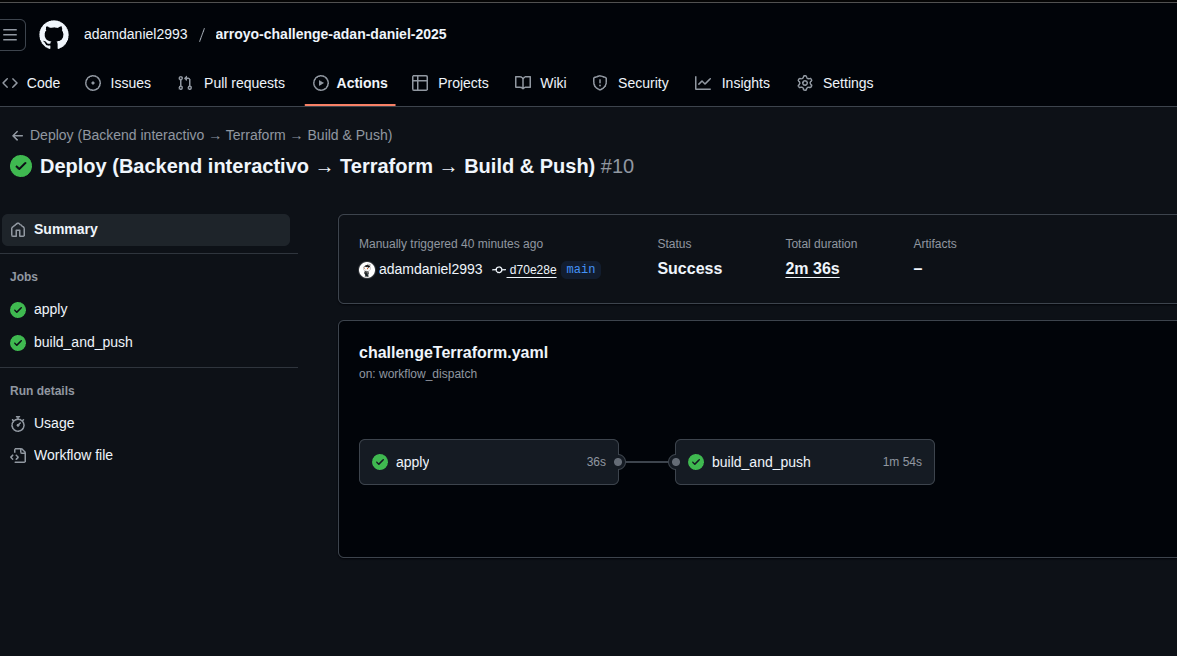 adamdaniel2993 / arroyo-challenge-adan-daniel-2025
Code Issues Pull requests Actions Projects Wiki Security Insights Settings
← Deploy (Backend interactivo → Terraform → Build & Push)
Deploy (Backend interactivo → Terraform → Build & Push) #10
Summary
Jobs
apply
build_and_push
Run details
Usage
Workflow file
Manually triggered 40 minutes ago
adamdaniel2993 d70e28e main
Status
Success
Total duration
2m 36s
Artifacts
–
challengeTerraform.yaml
on: workflow_dispatch
apply 36s
build_and_push 1m 54s